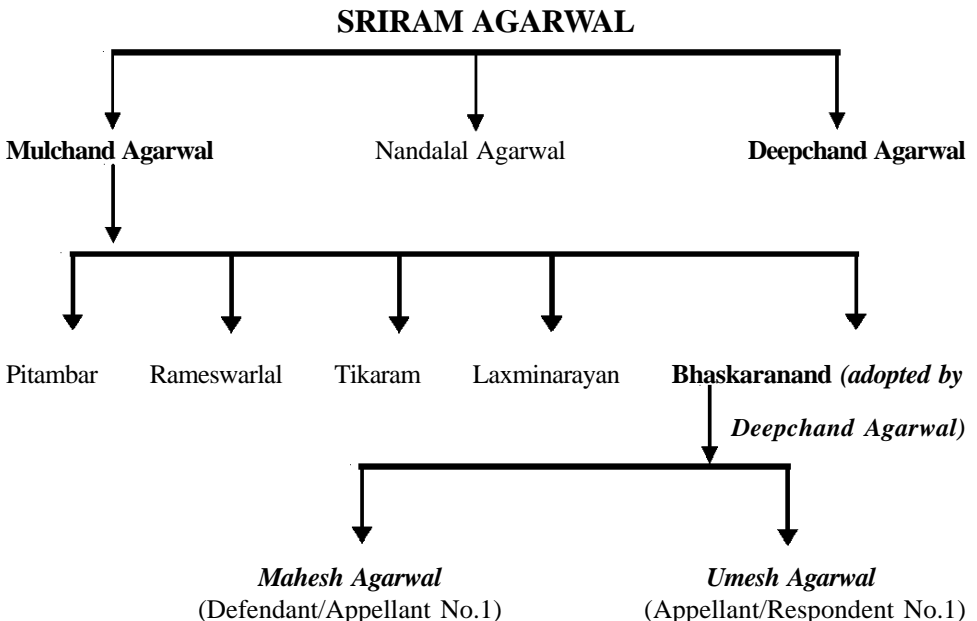 SRIRAM AGARWAL
Mulchand Agarwal Nandalal Agarwal Deepchand Agarwal
Pitambar Rameswarlal Tikaram Laxminarayan Bhaskaranand (adopted by
Deepchand Agarwal)
Mahesh Agarwal Umesh Agarwal
(Defendant/Appellant No.1) (Appellant/Respondent No.1)